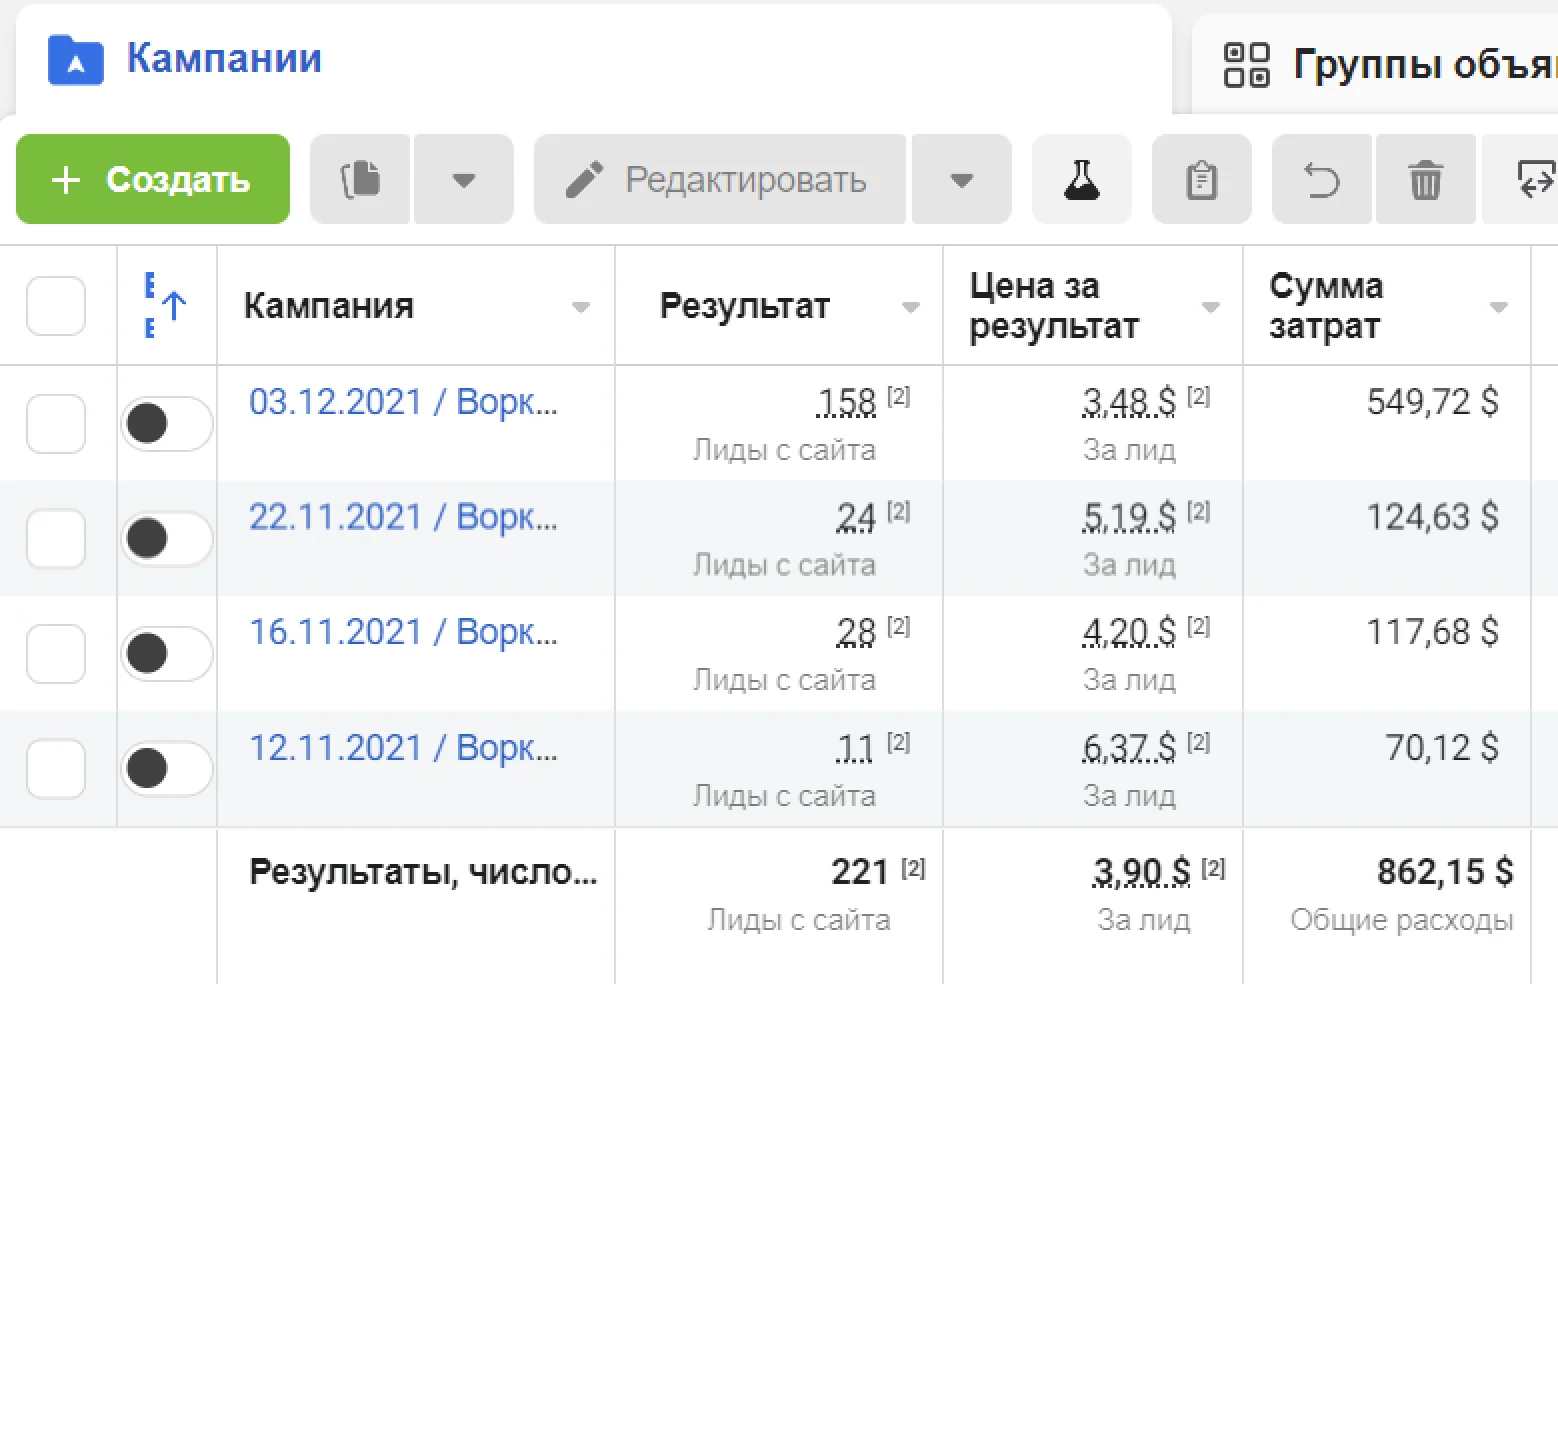 Кампании
Группы объя
+ Создать
Редактировать
Кампания
Результат
Цена за
результат
Сумма
затрат
03.12.2021 / Ворк...
158 [2]
3,48 $ [2]
549,72 $
Лиды с сайта
За лид
22.11.2021 / Ворк...
24 [2]
5,19 $ [2]
124,63 $
Лиды с сайта
За лид
16.11.2021 / Ворк...
28 [2]
4,20 $ [2]
117,68 $
Лиды с сайта
За лид
12.11.2021 / Ворк...
11 [2]
6,37 $ [2]
70,12 $
Лиды с сайта
За лид
Результаты, число...
221 [2]
3,90 $ [2]
862,15 $
Лиды с сайта
За лид
Общие расходы